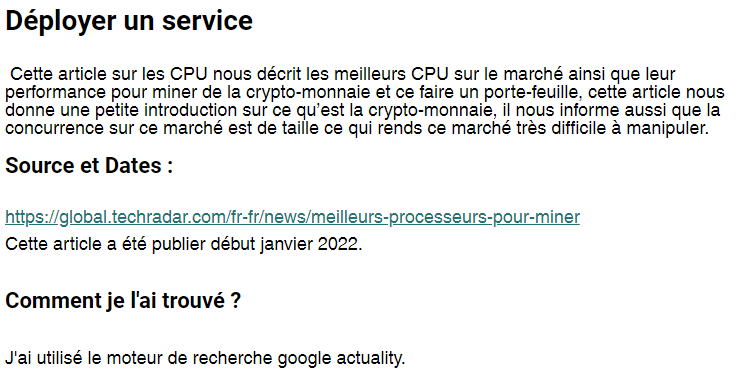 Déployer un service
Cette article sur les CPU nous décrit les meilleurs CPU sur le marché ainsi que leur
performance pour miner de la crypto-monnaie et ce faire un porte-feuille, cette article nous
donne une petite introduction sur ce qu’est la crypto-monnaie, il nous informe aussi que la
concurrence sur ce marché est de taille ce qui rends ce marché très difficile à manipuler.
Source et Dates :
https://global.techradar.com/fr-fr/news/meilleurs-processeurs-pour-miner
Cette article a été publier début janvier 2022.
Comment je l'ai trouvé ?
J'ai utilisé le moteur de recherche google actuality.